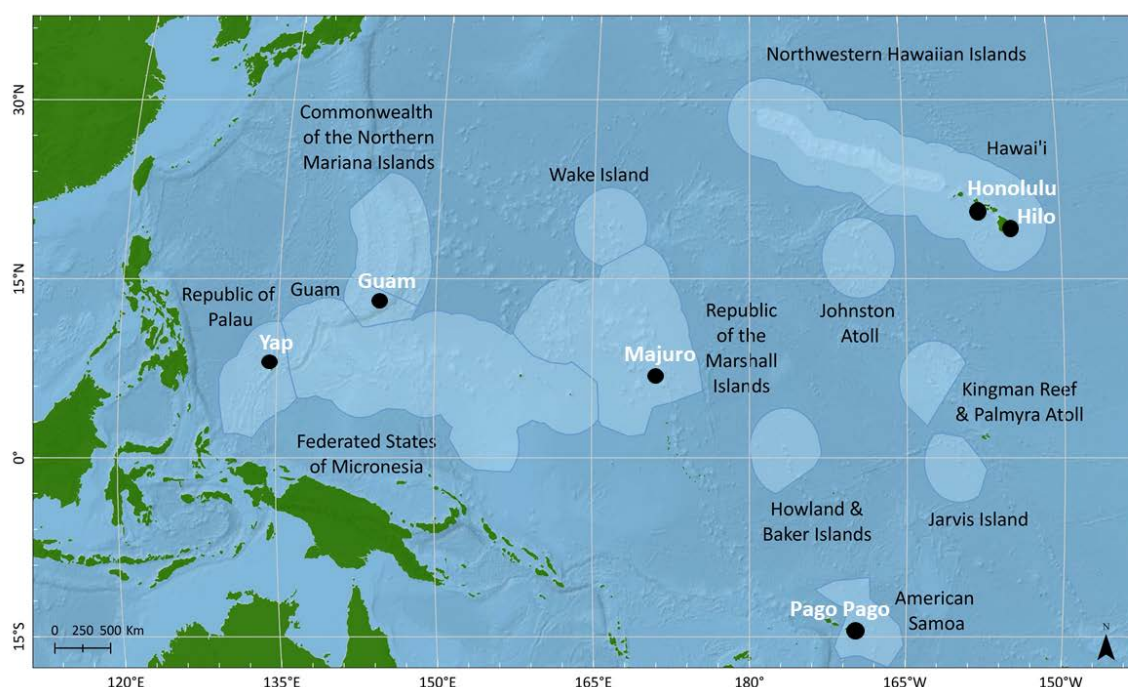 Northwestern Hawaiian Islands
30°N
Commonwealth
of the Northern
Mariana Islands
Wake Island
Hawai'i
Honolulu
Hilo
15°N
Republic of
Palau
Guam
Guam
Yap
Majuro
Republic
of the
Marshall
Islands
Johnston
Atoll
Kingman Reef
& Palmyra Atoll
Federated States
of Micronesia
0°
Howland &
Baker Islands
Jarvis Island
Pago Pago
American
Samoa
15°S
0 250 500 Km
N
120°E
135°E
150°E
165°E
180°
165°W
150°W